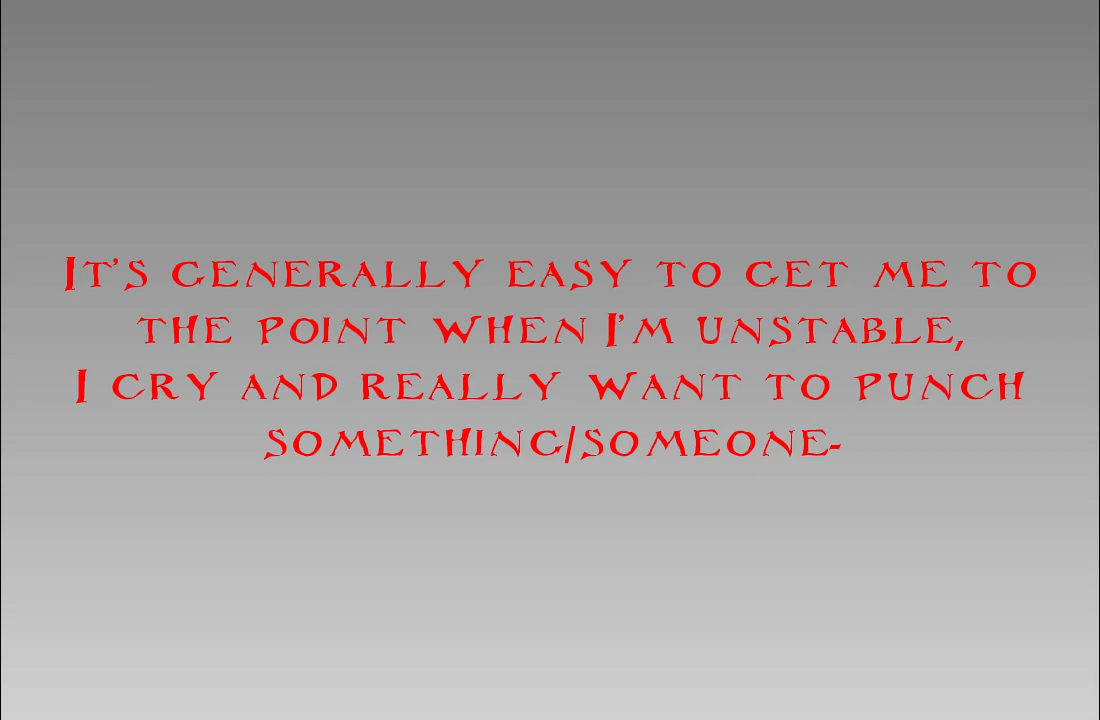 It's generally easy to get me to
the point when I'm unstable,
I cry and really want to punch
something/someone-